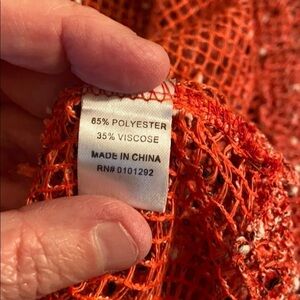 65% POLYESTER
35% VISCOSE
MADE IN CHINA
RN# 0101292